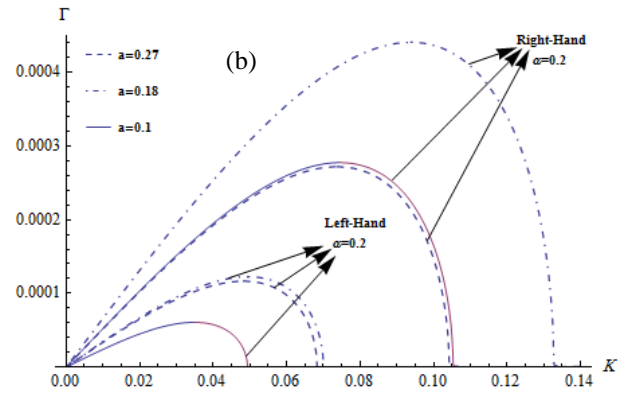 Γ
(b)
a=0.27
a=0.18
a=0.1
Right-Hand
α=0.2
Left-Hand
α=0.2
0.0004
0.0003
0.0002
0.0001
0.00 0.02 0.04 0.06 0.08 0.10 0.12 0.14 K